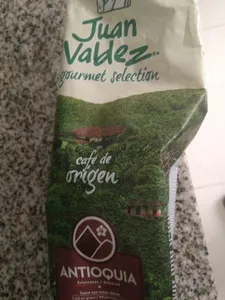 Juan
Valdez
gourmet selection
café de
origen
ANTIOQUIA